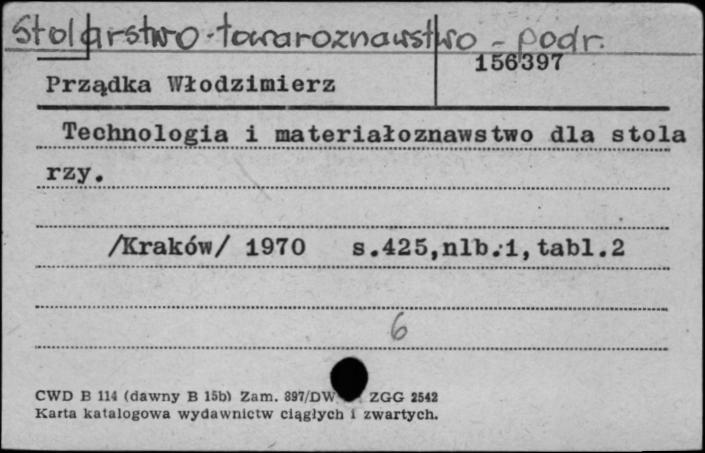 Stolarstwo-towaroznawstwo - podr.
156397
Prządka Włodzimierz
Technologia i materiałoznawstwo dla stola
rzy.
/Kraków/ 1970 s.425,nlb.1,tabl.2
6
CWD B 114 (dawny B 15b) Zam. 897/DW ZGG 2542
Karta katalogowa wydawnictw ciągłych i zwartych.